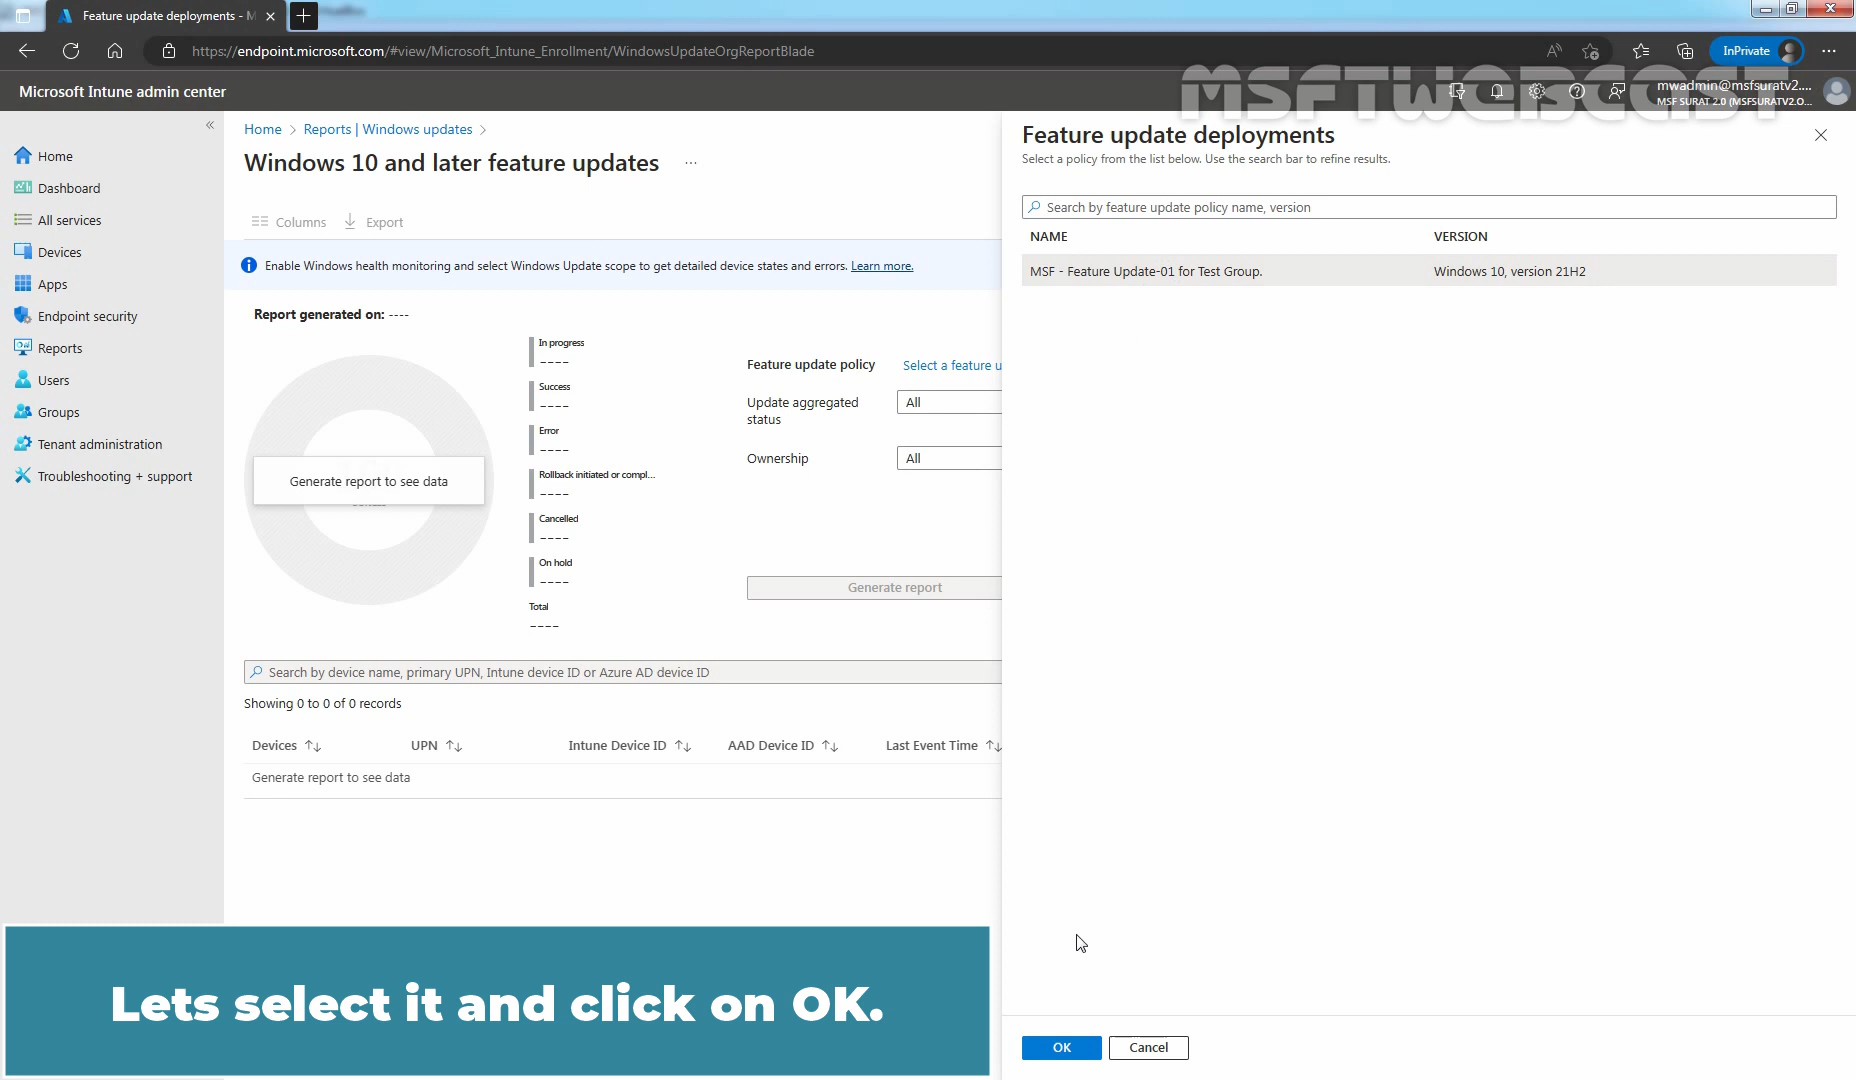 Feature update deployments - M
https://endpoint.microsoft.com/#view/Microsoft_Intune_Enrollment/WindowsUpdateOrgReportBlade
InPrivate
Microsoft Intune admin center
MSFTWEBCAST
mwadmin@msfsuratv2....
MSF SURAT 2.0 (MSFSURATV2.O...
Home
Dashboard
All services
Devices
Apps
Endpoint security
Reports
Users
Groups
Tenant administration
Troubleshooting + support
Home > Reports | Windows updates >
Windows 10 and later feature updates ...
Columns
Export
Enable Windows health monitoring and select Windows Update scope to get detailed device states and errors. Learn more.
Report generated on: ----
Generate report to see data
In progress
----
Success
----
Error
----
Rollback initiated or compl...
----
Cancelled
----
On hold
----
Total
----
Feature update policy
Select a feature u
Update aggregated
status
All
Ownership
All
Generate report
Search by device name, primary UPN, Intune device ID or Azure AD device ID
Showing 0 to 0 of 0 records
Devices
UPN
Intune Device ID
AAD Device ID
Last Event Time
Generate report to see data
Feature update deployments
Select a policy from the list below. Use the search bar to refine results.
Search by feature update policy name, version
NAME
VERSION
MSF - Feature Update-01 for Test Group.
Windows 10, version 21H2
OK
Cancel
Lets select it and click on OK.